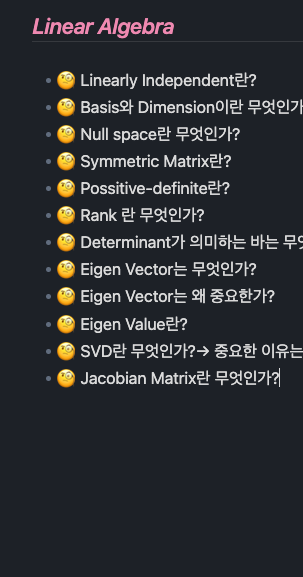 Linear Algebra
Linearly Independent란?
Basis와 Dimension이란 무엇인가
Null space란 무엇인가?
Symmetric Matrix란?
Possitive-definite란?
Rank 란 무엇인가?
Determinant가 의미하는 바는
Eigen Vector는 무엇인가?
Eigen Vector는 왜 중요한가?
Eigen Value란?
SVD란 무엇인가?→ 중요한 이유는
Jacobian Matrix란 무엇인가?